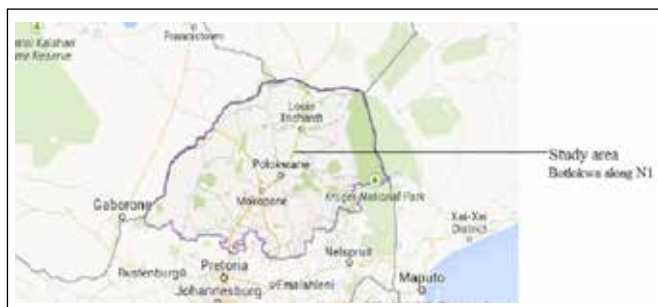 Francistown
Central Kalahari
Game Reserve
Louis
Trichardt
Polokwane
Study area
Botlokwa along N1
Mokopane
Kruger National Park
Gaborone
Xai-Xai
District
Nelspruit
Rustenburg
Pretoria
Maputo
Emalahleni
Johannesburg